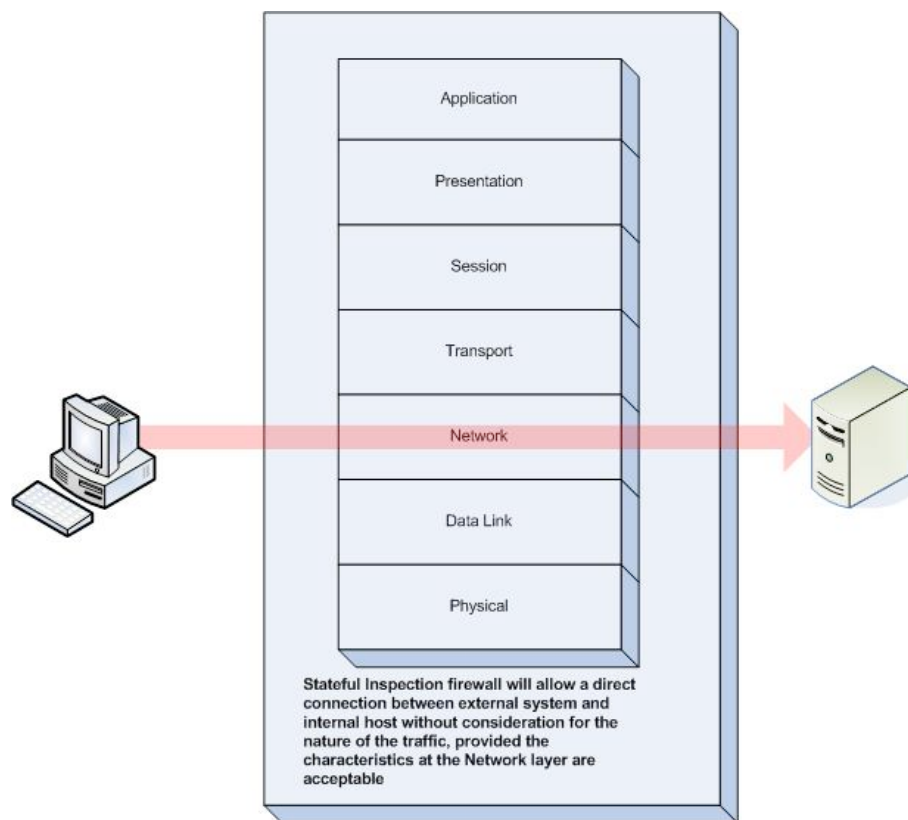 Application
Presentation
Session
Transport
Network
Data Link
Physical
Stateful Inspection firewall will allow a direct
connection between external system and
internal host without consideration for the
nature of the traffic, provided the
characteristics at the Network layer are
acceptable